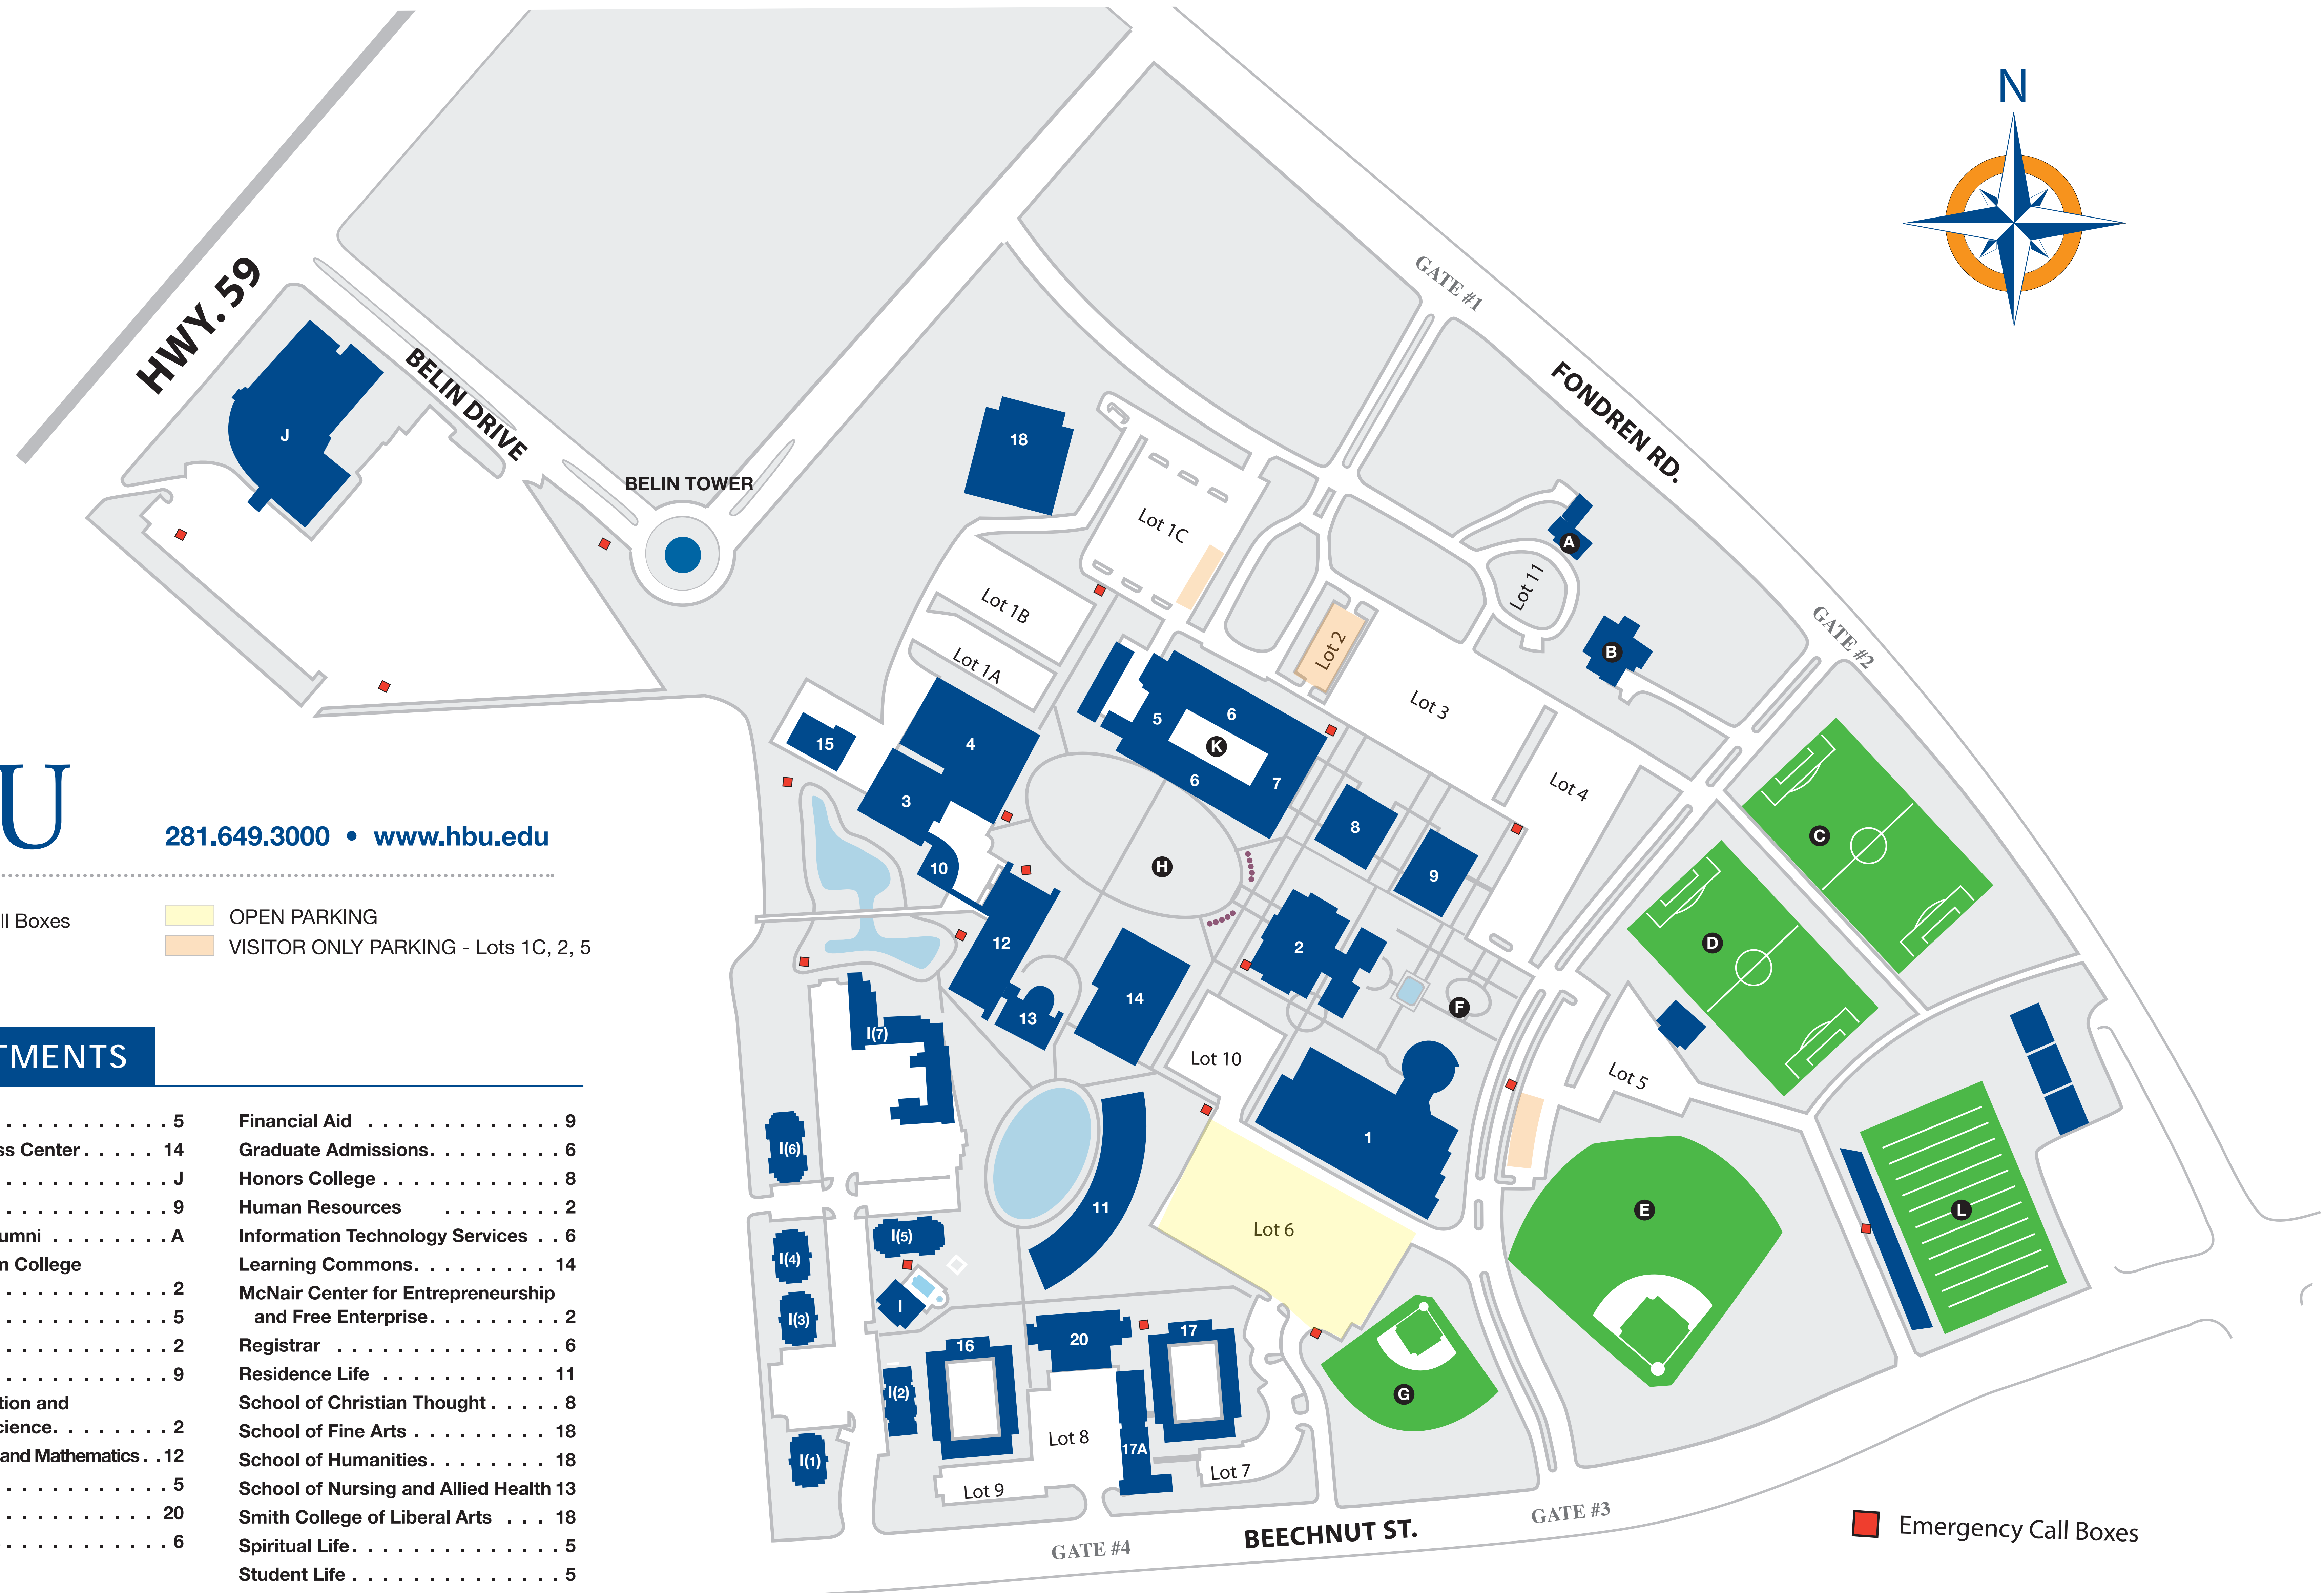 N
HWY. 59
BELIN DRIVE
BELIN TOWER
GATE #1
FONDREN RD.
GATE #2
18
J
Lot 1C
A
Lot 11
Lot 1B
B
Lot 2
Lot 1A
Lot 3
15
4
5
6
K
6
7
Lot 4
3
8
C
10
H
9
12
2
D
14
13
F
I(7)
Lot 10
Lot 5
1
I(6)
11
Lot 6
E
L
I(5)
I(4)
I
I(3)
20
17
16
G
I(2)
Lot 8
17A
I(1)
Lot 7
Lot 9
GATE #3
BEECHNUT ST.
GATE #4
Emergency Call Boxes
U
281.649.3000 • www.hbu.edu
ll Boxes
OPEN PARKING
VISITOR ONLY PARKING - Lots 1C, 2, 5
TMENTS
. . . . . . . . . . . . 5
ss Center . . . . . 14
. . . . . . . . . . . . J
. . . . . . . . . . . . 9
umni . . . . . . . . A
m College
. . . . . . . . . . . . 2
. . . . . . . . . . . . 5
. . . . . . . . . . . . 2
. . . . . . . . . . . . 9
tion and
cience. . . . . . . . 2
and Mathematics . . 12
. . . . . . . . . . . . 5
. . . . . . . . . . . . 20
. . . . . . . . . . . . 6
Financial Aid . . . . . . . . . . . . . 9
Graduate Admissions. . . . . . . . . 6
Honors College . . . . . . . . . . . . 8
Human Resources . . . . . . . 2
Information Technology Services . . 6
Learning Commons. . . . . . . . . 14
McNair Center for Entrepreneurship
and Free Enterprise. . . . . . . . . 2
Registrar . . . . . . . . . . . . . . . 6
Residence Life . . . . . . . . . . . 11
School of Christian Thought . . . . . 8
School of Fine Arts . . . . . . . . . 18
School of Humanities. . . . . . . . 18
School of Nursing and Allied Health 13
Smith College of Liberal Arts . . . 18
Spiritual Life. . . . . . . . . . . . . . 5
Student Life . . . . . . . . . . . . . . 5